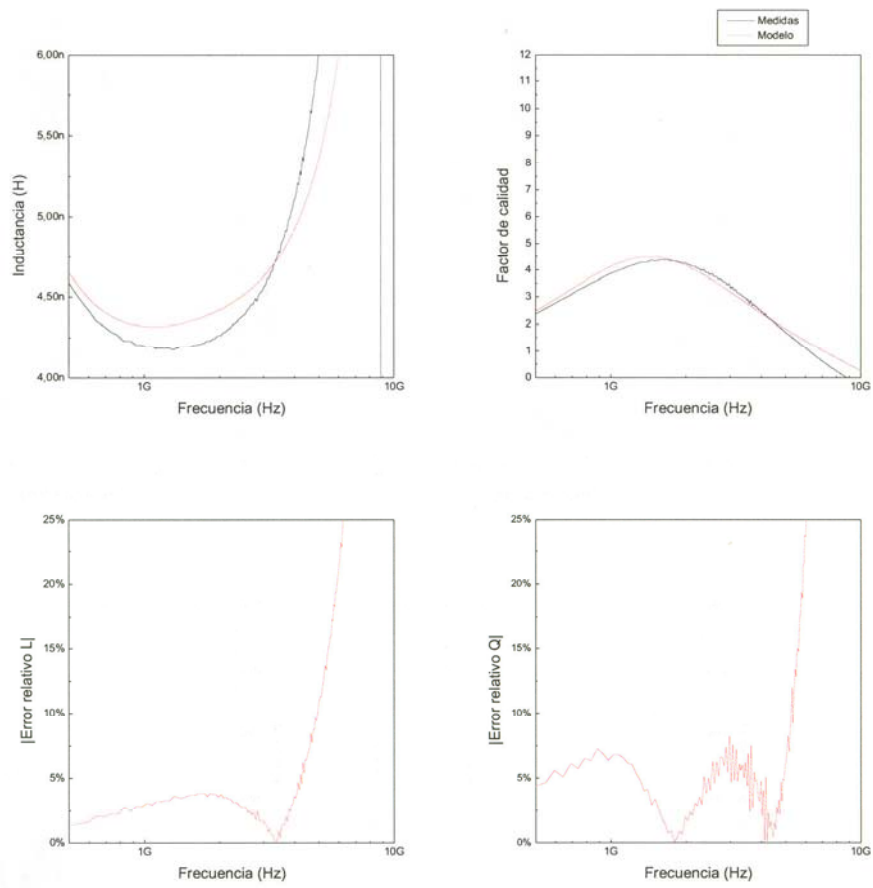 Medidas
Modelo
6,00n
5,50n
5,00n
4,50n
4,00n
Inductancia (H)
1G
10G
Frecuencia (Hz)
12
11
10
9
8
7
6
5
4
3
2
1
0
Factor de calidad
1G
10G
Frecuencia (Hz)
25%
20%
15%
10%
5%
0%
|Error relativo L|
1G
10G
Frecuencia (Hz)
25%
20%
15%
10%
5%
0%
|Error relativo Q|
1G
10G
Frecuencia (Hz)